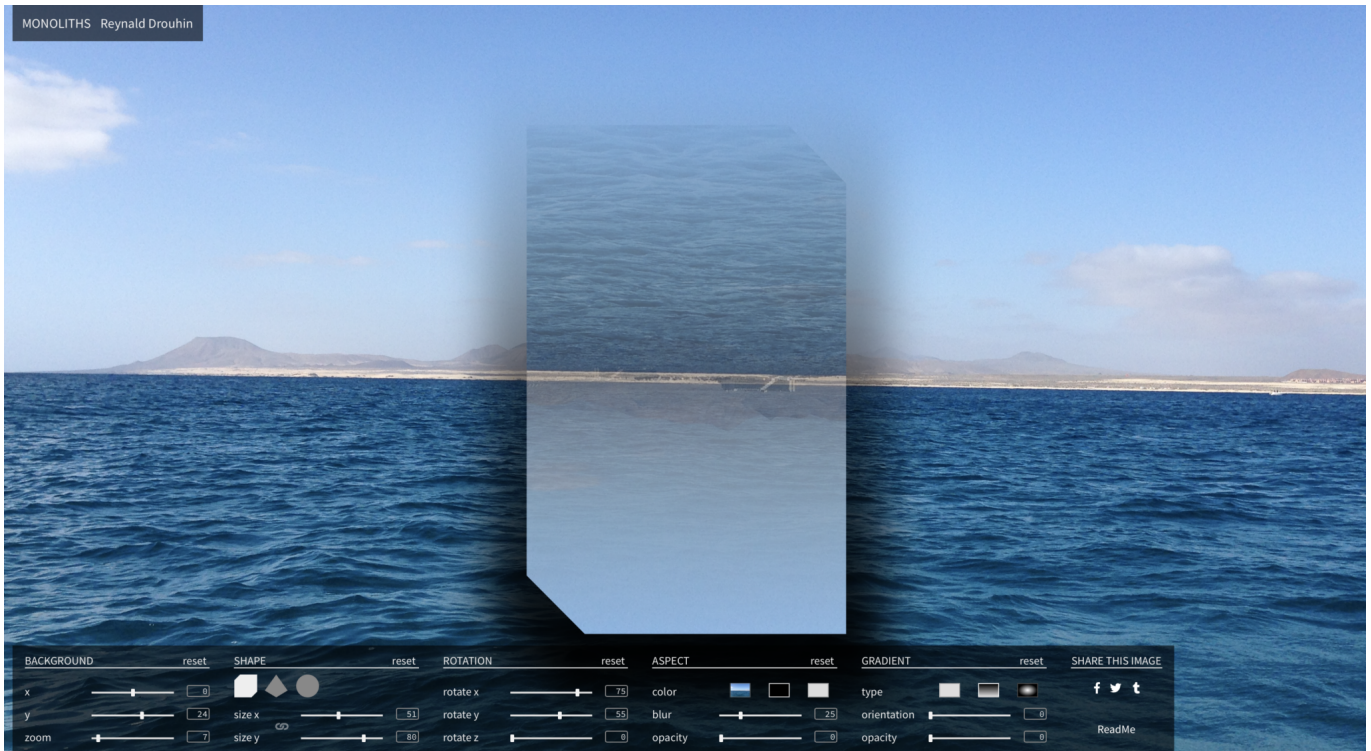 MONOLITHS Reynald Drouhin
BACKGROUND reset SHAPE reset ROTATION reset ASPECT reset GRADIENT reset SHARE THIS IMAGE
x 0 rotate x 75 color type
y 24 size x 51 rotate y 55 blur 25 orientation 0
zoom 7 size y 80 rotate z 0 opacity 0 opacity 0 ReadMe